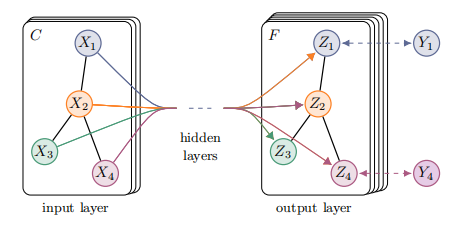 C
F
X₁
Z₁
Y₁
X₂
Z₂
hidden
layers
X₃
Z₃
X₄
Z₄
Y₄
input layer
output layer